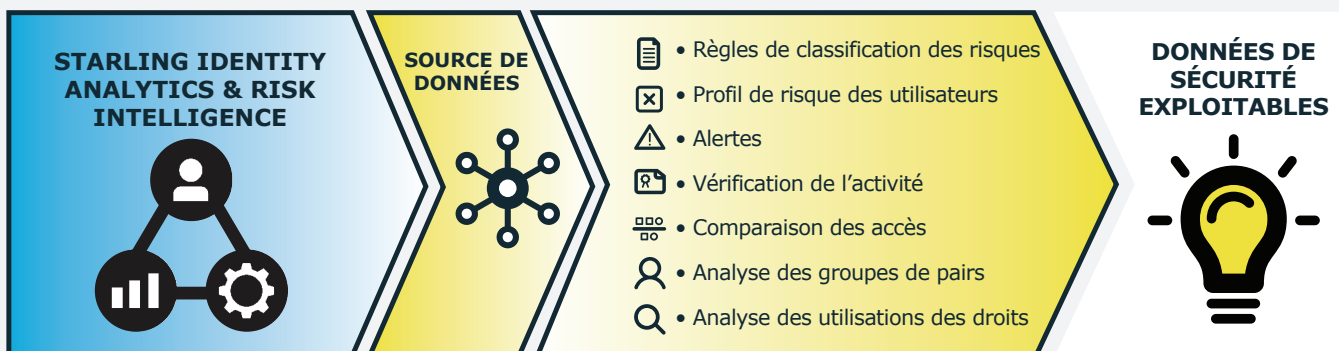 STARLING IDENTITY
ANALYTICS & RISK
INTELLIGENCE
SOURCE DE
DONNÉES
• Règles de classification des risques
• Profil de risque des utilisateurs
• Alertes
• Vérification de l’activité
• Comparaison des accès
• Analyse des groupes de pairs
• Analyse des utilisations des droits
DONNÉES DE
SÉCURITÉ
EXPLOITABLES